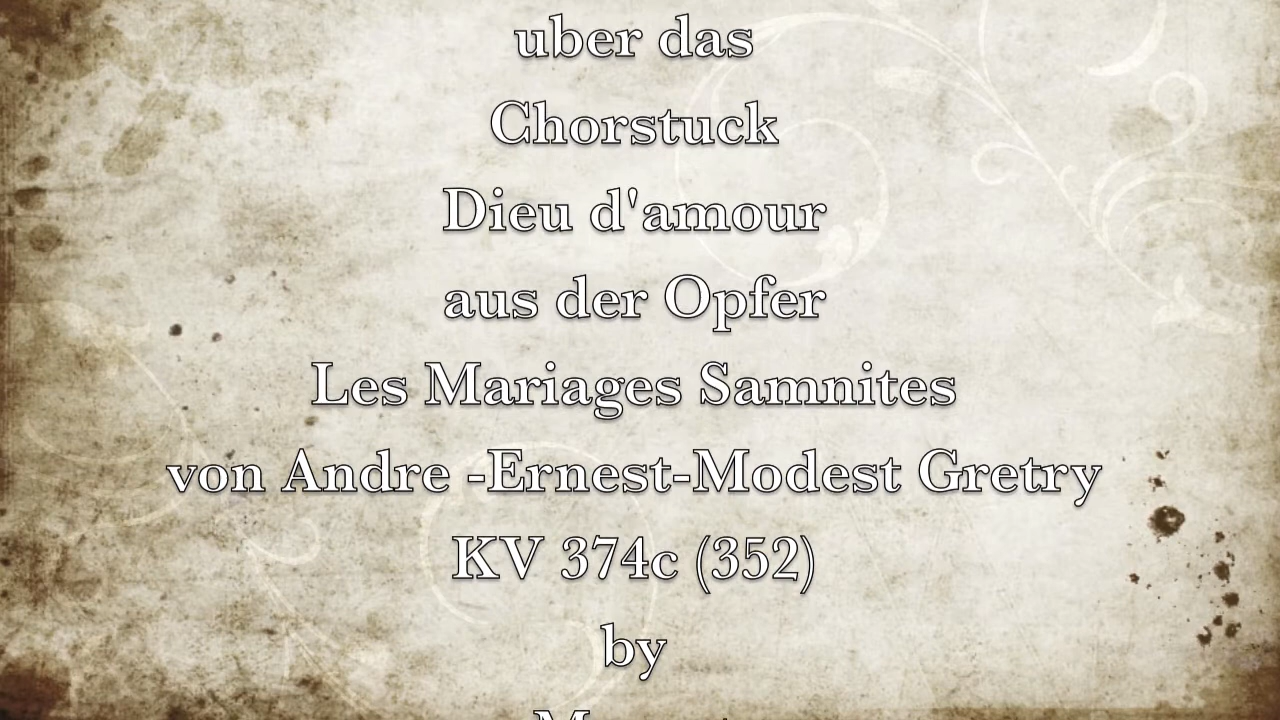 uber das
Chorstuck
Dieu d'amour
aus der Opfer
Les Mariages Samnites
von Andre -Ernest-Modest Gretry
KV 374c (352)
by